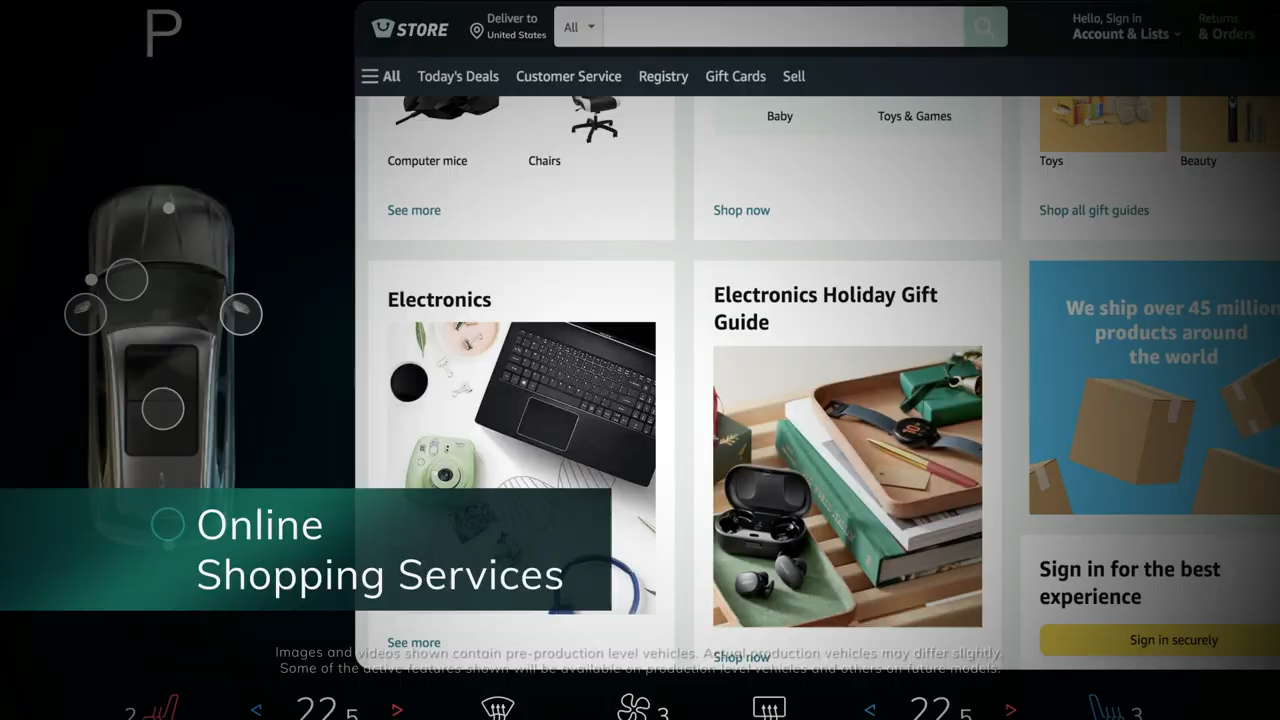 P
STORE
Deliver to
United States
All
Hello, Sign in
Account & Lists
Returns
& Orders
All
Today's Deals
Customer Service
Registry
Gift Cards
Sell
Computer mice
Chairs
See more
Baby
Toys & Games
Shop now
Toys
Beauty
Shop all gift guides
Electronics
See more
Electronics Holiday Gift
Guide
Shop now
We ship over 45 million
products around
the world
Sign in for the best
experience
Sign in securely
Online
Shopping Services
Images and videos shown contain pre-production level vehicles. Actual production vehicles may differ slightly.
Some of the active features shown will be available on production level vehicles and others on future models.
2
22.5
3
22.5
3